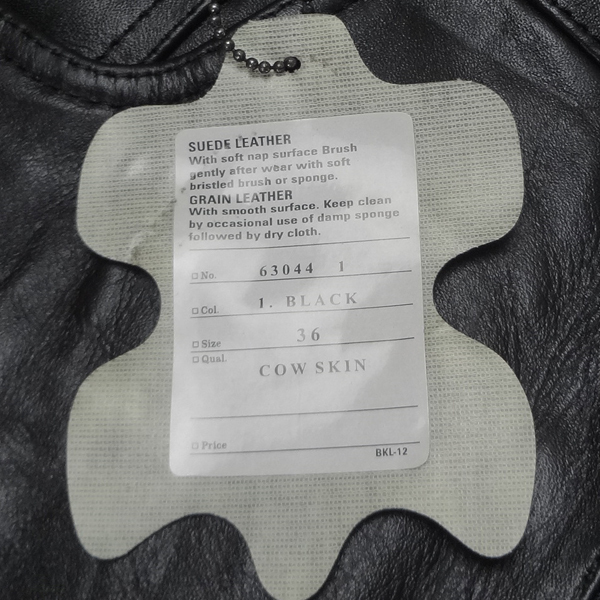 SUEDE LEATHER
With soft nap surface Brush
gently after wear with soft
bristled brush or sponge.
GRAIN LEATHER
With smooth surface. Keep clean
by occasional use of damp sponge
followed by dry cloth.
No. 63044 1
Col. 1. BLACK
Size 36
Qual. COW SKIN
Price
BKL-12